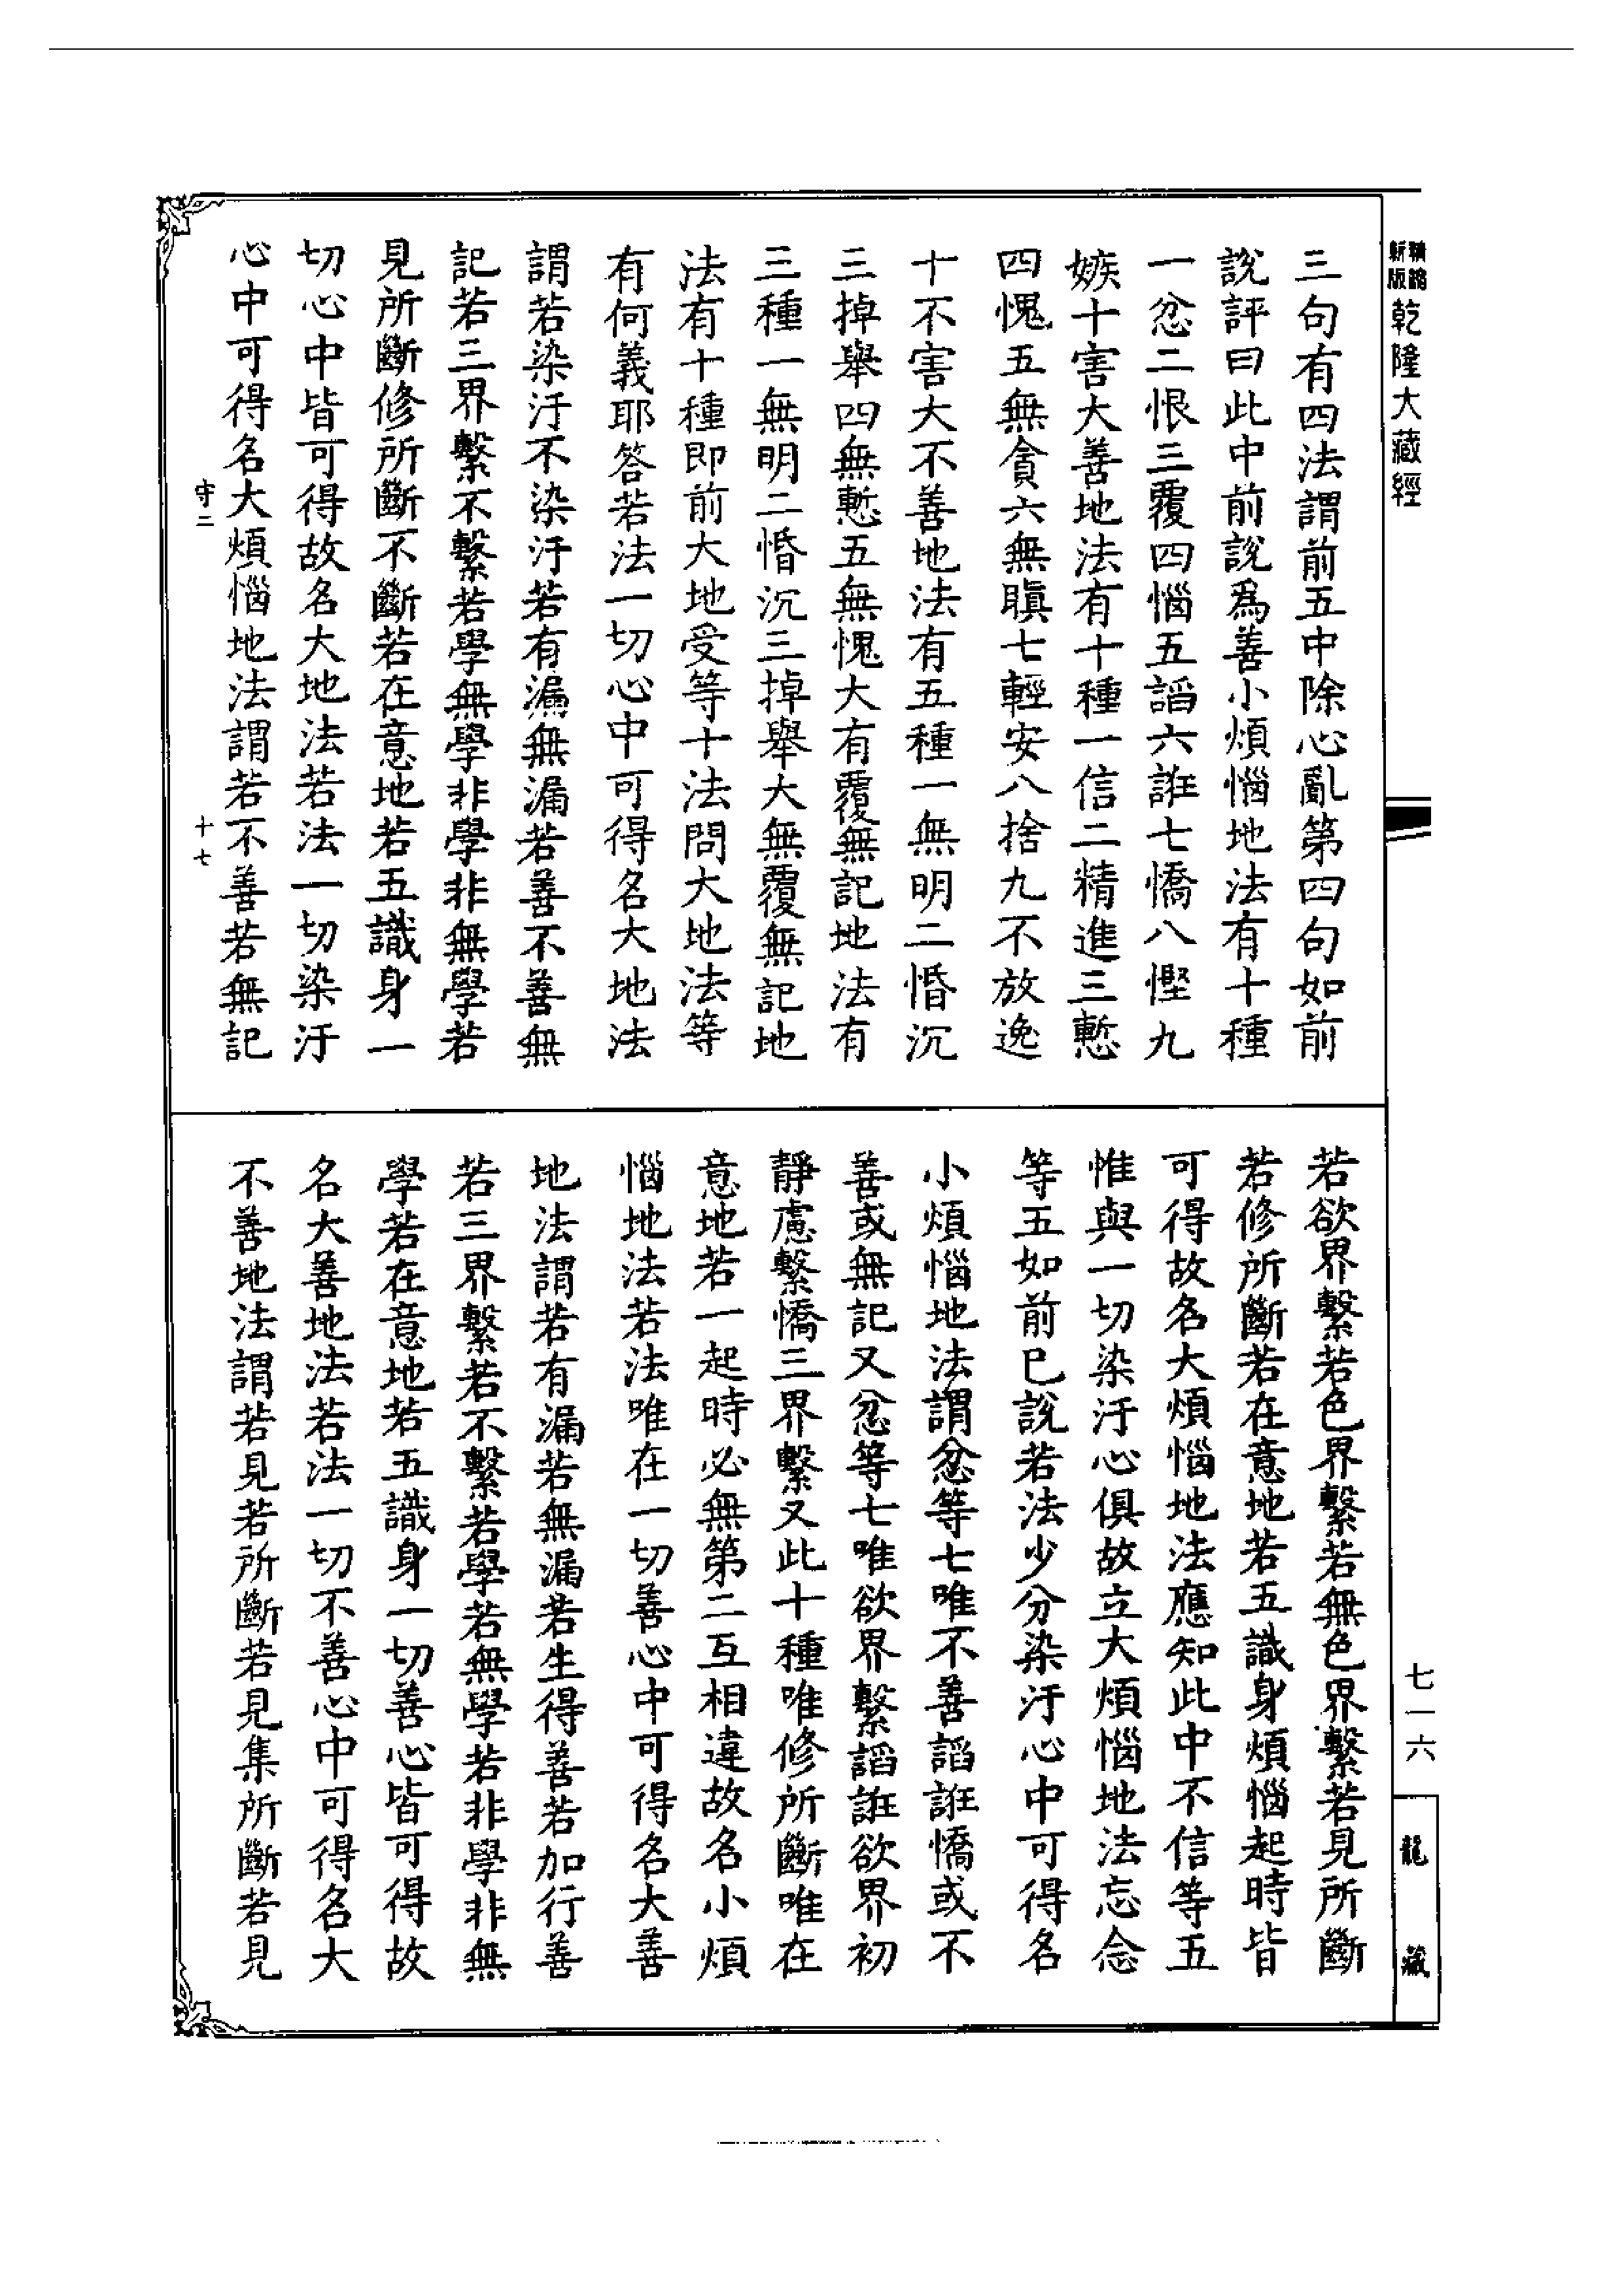 新版
精鐫
乾隆大藏經
三句有四法謂前五中除心亂第四句如前
說評曰此中前說爲善小煩惱地法有十種
一忿二恨三覆四惱五諂六誑七憍八慳九
嫉十害大善地法有十種一信二精進三慙
四愧五無貪六無瞋七輕安八捨九不放逸
十不害大不善地法有五種一無明二惛沉
三掉舉四無慙五無愧大有覆無記地法有
三種一無明二惛沉三掉舉大無覆無記地
法有十種即前大地受等十法問大地法等
有何義耶答若法一切心中可得名大地法
謂若染汙不染汙若有漏無漏若善不善無
記若三界繫不繫若學無學非學非無學若
見所斷修所斷不斷若在意地若五識身一
切心中皆可得故名大地法若法一切染汙
心中可得名大煩惱地法謂若不善若無記
守二
十七
若欲界繫若色界繫若無色界繫若見所斷
若修所斷若在意地若五識身煩惱起時皆
可得故名大煩惱地法應知此中不信等五
惟與一切染汙心俱故立大煩惱地法忘念
等五如前已說若法少分染汙心中可得名
小煩惱地法謂忿等七唯不善諂誑憍或不
善或無記又忿等七唯欲界繫諂誑欲界初
靜慮繫憍三界繫又此十種唯修所斷唯在
意地若一起時必無第二互相違故名小煩
惱地法若法唯在一切善心中可得名大善
地法謂若有漏若無漏若生得善若加行善
若三界繫若不繫若學若無學若非學非無
學若在意地若五識身一切善心皆可得故
名大善地法若法一切不善心中可得名大
不善地法謂若見若所斷若見集所斷若見
七一六
龍藏